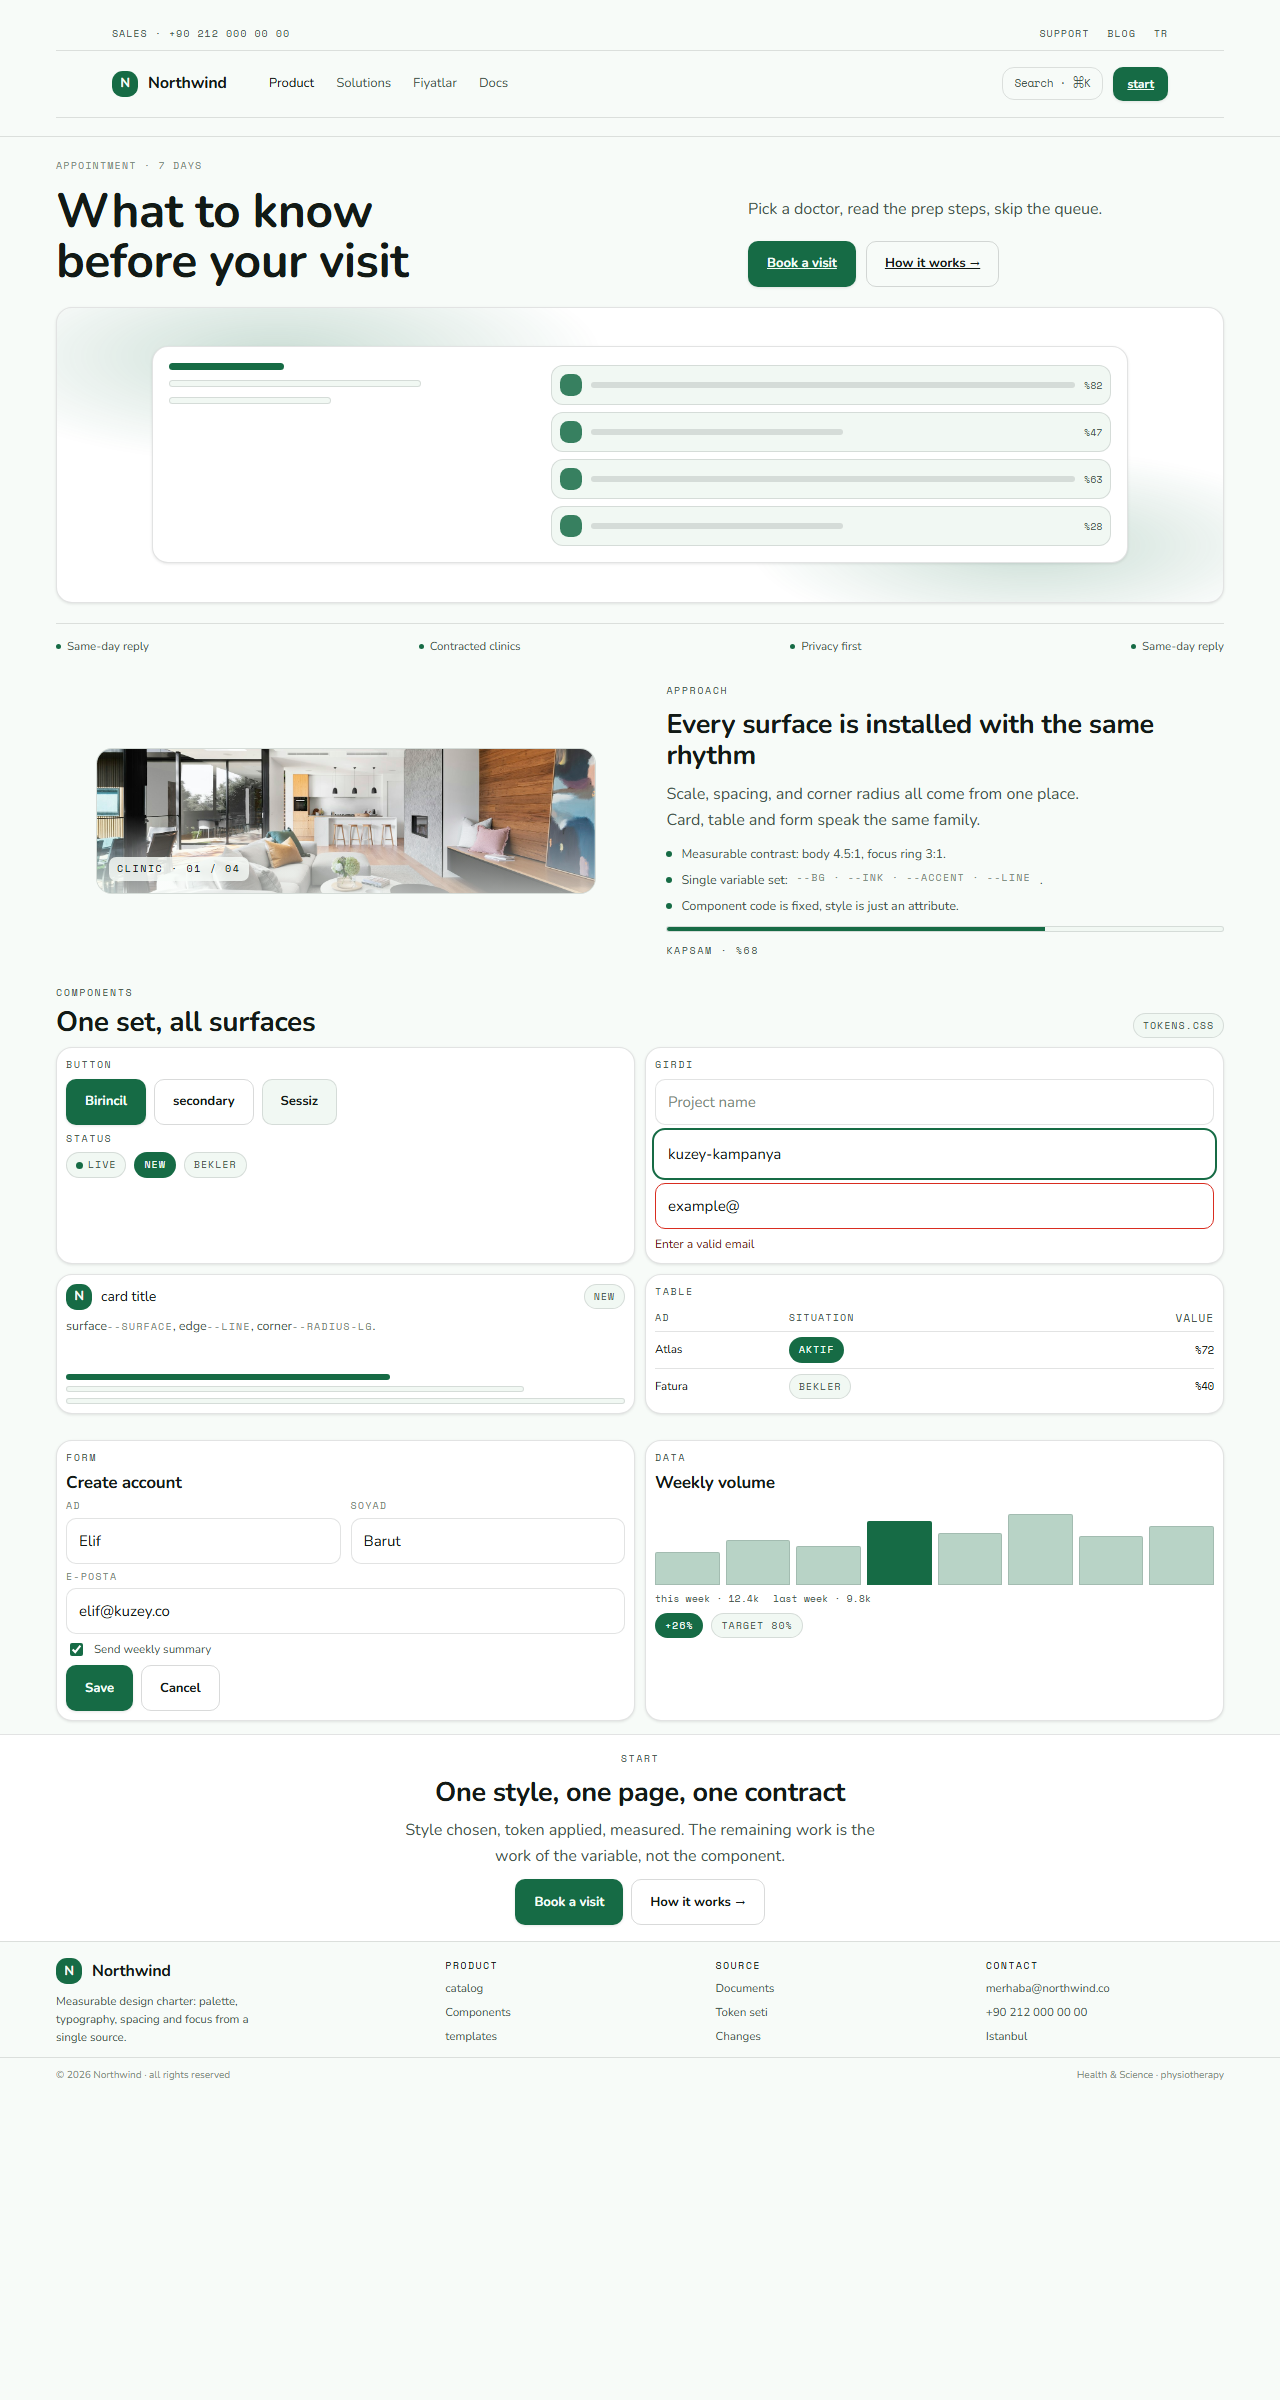 SALES · +90 212 000 00 00
SUPPORT BLOG TR
N Northwind Product Solutions Fiyatlar Docs Search · ⌘K start
APPOINTMENT · 7 DAYS
What to know
before your visit
Pick a doctor, read the prep steps, skip the queue.
Book a visit How it works →
%82
%47
%63
%28
Same-day reply Contracted clinics Privacy first Same-day reply
CLINIC · 01 / 04
APPROACH
Every surface is installed with the same
rhythm
Scale, spacing, and corner radius all come from one place.
Card, table and form speak the same family.
Measurable contrast: body 4.5:1, focus ring 3:1.
Single variable set: --BG · --INK · --ACCENT · --LINE .
Component code is fixed, style is just an attribute.
KAPSAM · %68
COMPONENTS
One set, all surfaces
TOKENS.CSS
BUTTON
Birincil secondary Sessiz
STATUS
LIVE NEW BEKLER
GIRDI
Project name
kuzey-kampanya
example@
Enter a valid email
N card title NEW
surface--SURFACE, edge--LINE, corner--RADIUS-LG.
TABLE
AD SITUATION VALUE
Atlas AKTIF %72
Fatura BEKLER %40
FORM
Create account
AD SOYAD
Elif Barut
E-POSTA
elif@kuzey.co
Send weekly summary
Save Cancel
DATA
Weekly volume
this week · 12.4k last week · 9.8k
+26% TARGET 80%
START
One style, one page, one contract
Style chosen, token applied, measured. The remaining work is the
work of the variable, not the component.
Book a visit How it works →
N Northwind
Measurable design charter: palette,
typography, spacing and focus from a
single source.
PRODUCT
catalog
Components
templates
SOURCE
Documents
Token seti
Changes
CONTACT
merhaba@northwind.co
+90 212 000 00 00
Istanbul
© 2026 Northwind · all rights reserved
Health & Science · physiotherapy